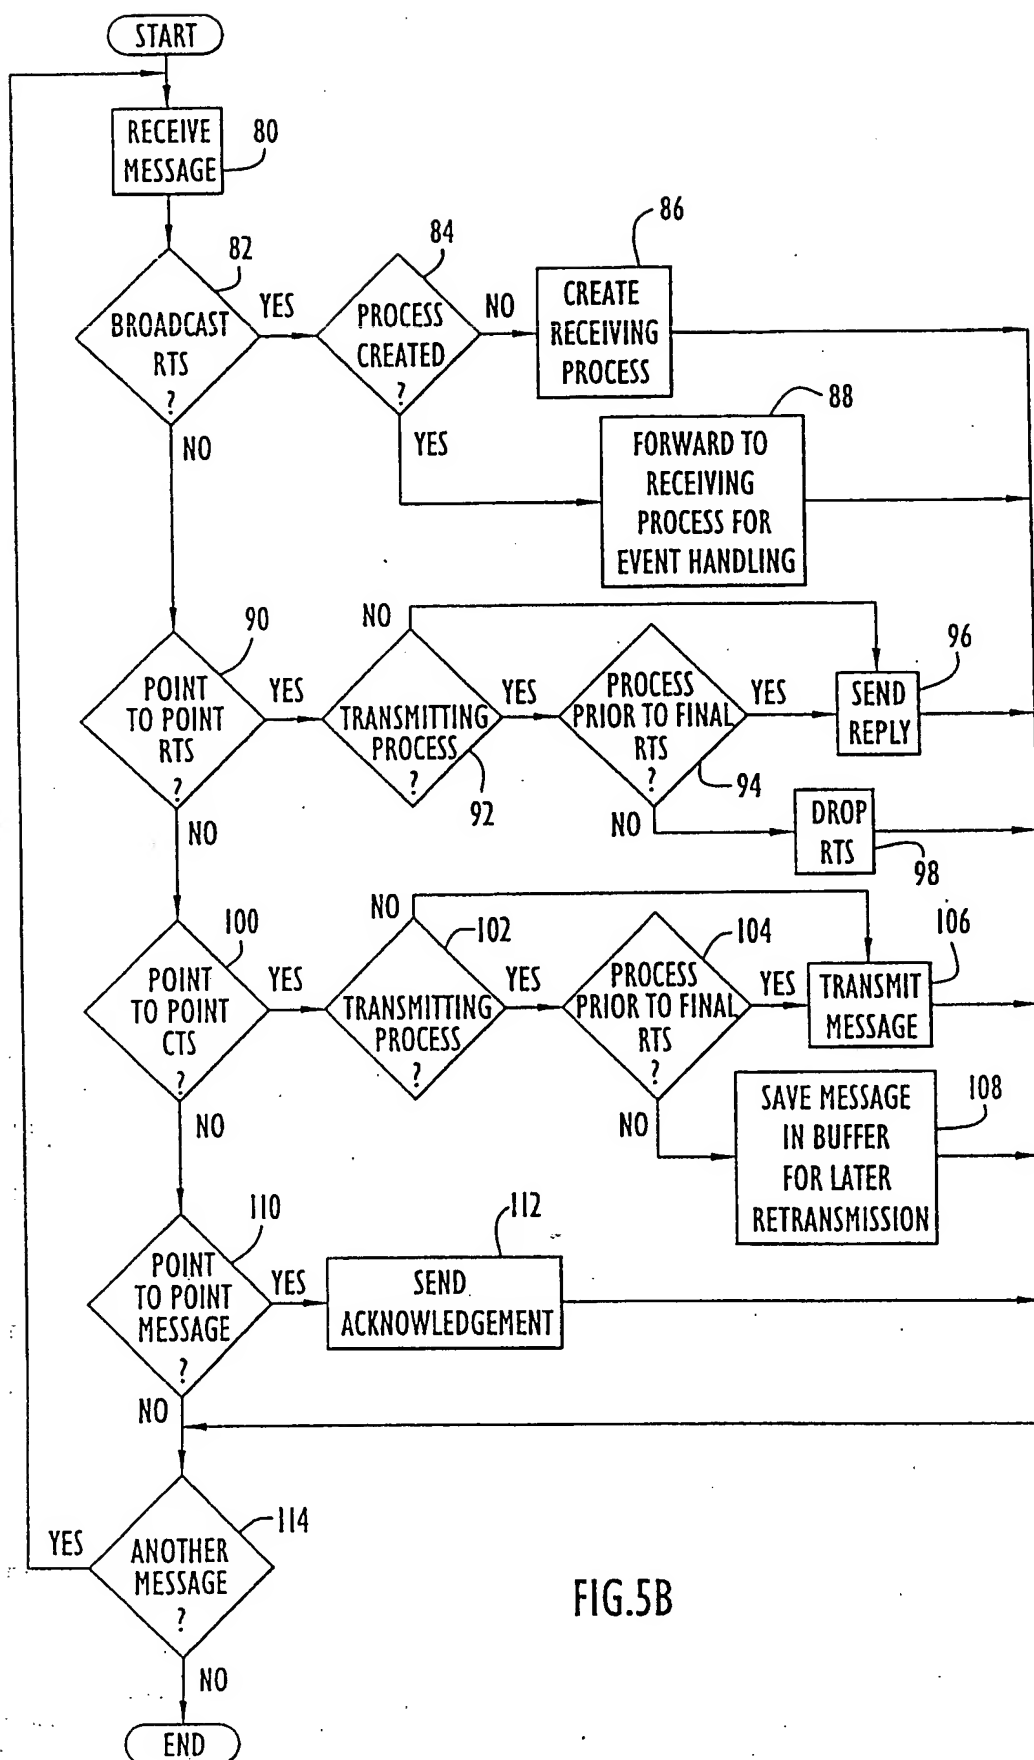 START
RECEIVE
MESSAGE
80
82
BROADCAST
RTS
?
YES
NO
84
PROCESS
CREATED
?
NO
YES
86
CREATE
RECEIVING
PROCESS
88
FORWARD TO
RECEIVING
PROCESS FOR
EVENT HANDLING
90
POINT
TO POINT
RTS
?
YES
NO
NO
TRANSMITTING
PROCESS
?
92
YES
PROCESS
PRIOR TO FINAL
RTS
?
94
YES
NO
96
SEND
REPLY
DROP
RTS
98
100
POINT
TO POINT
CTS
?
YES
NO
NO
102
TRANSMITTING
PROCESS
?
YES
104
PROCESS
PRIOR TO FINAL
RTS
?
YES
NO
106
TRANSMIT
MESSAGE
108
SAVE MESSAGE
IN BUFFER
FOR LATER
RETRANSMISSION
110
POINT
TO POINT
MESSAGE
?
YES
NO
112
SEND
ACKNOWLEDGEMENT
114
YES
ANOTHER
MESSAGE
?
NO
END
FIG.5B